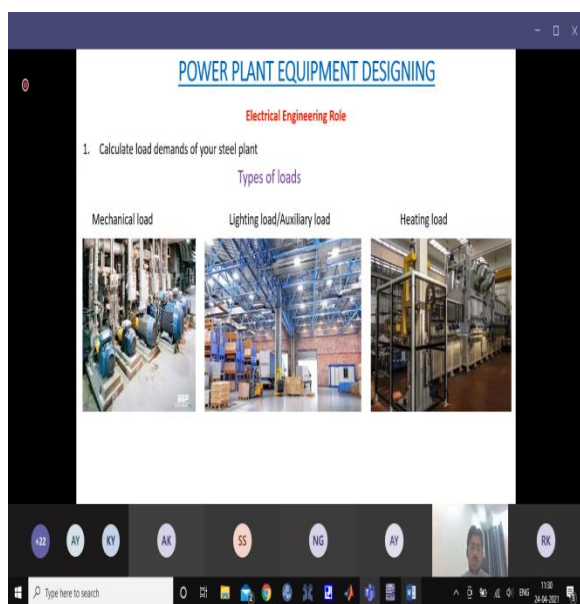 POWER PLANT EQUIPMENT DESIGNING
Electrical Engineering Role
1. Calculate load demands of your steel plant
Types of loads
Mechanical load Lighting load/Auxiliary load Heating load
+22 AY KY AK SS NG AY RK
Type here to search
ENG 11:30
24-04-2021